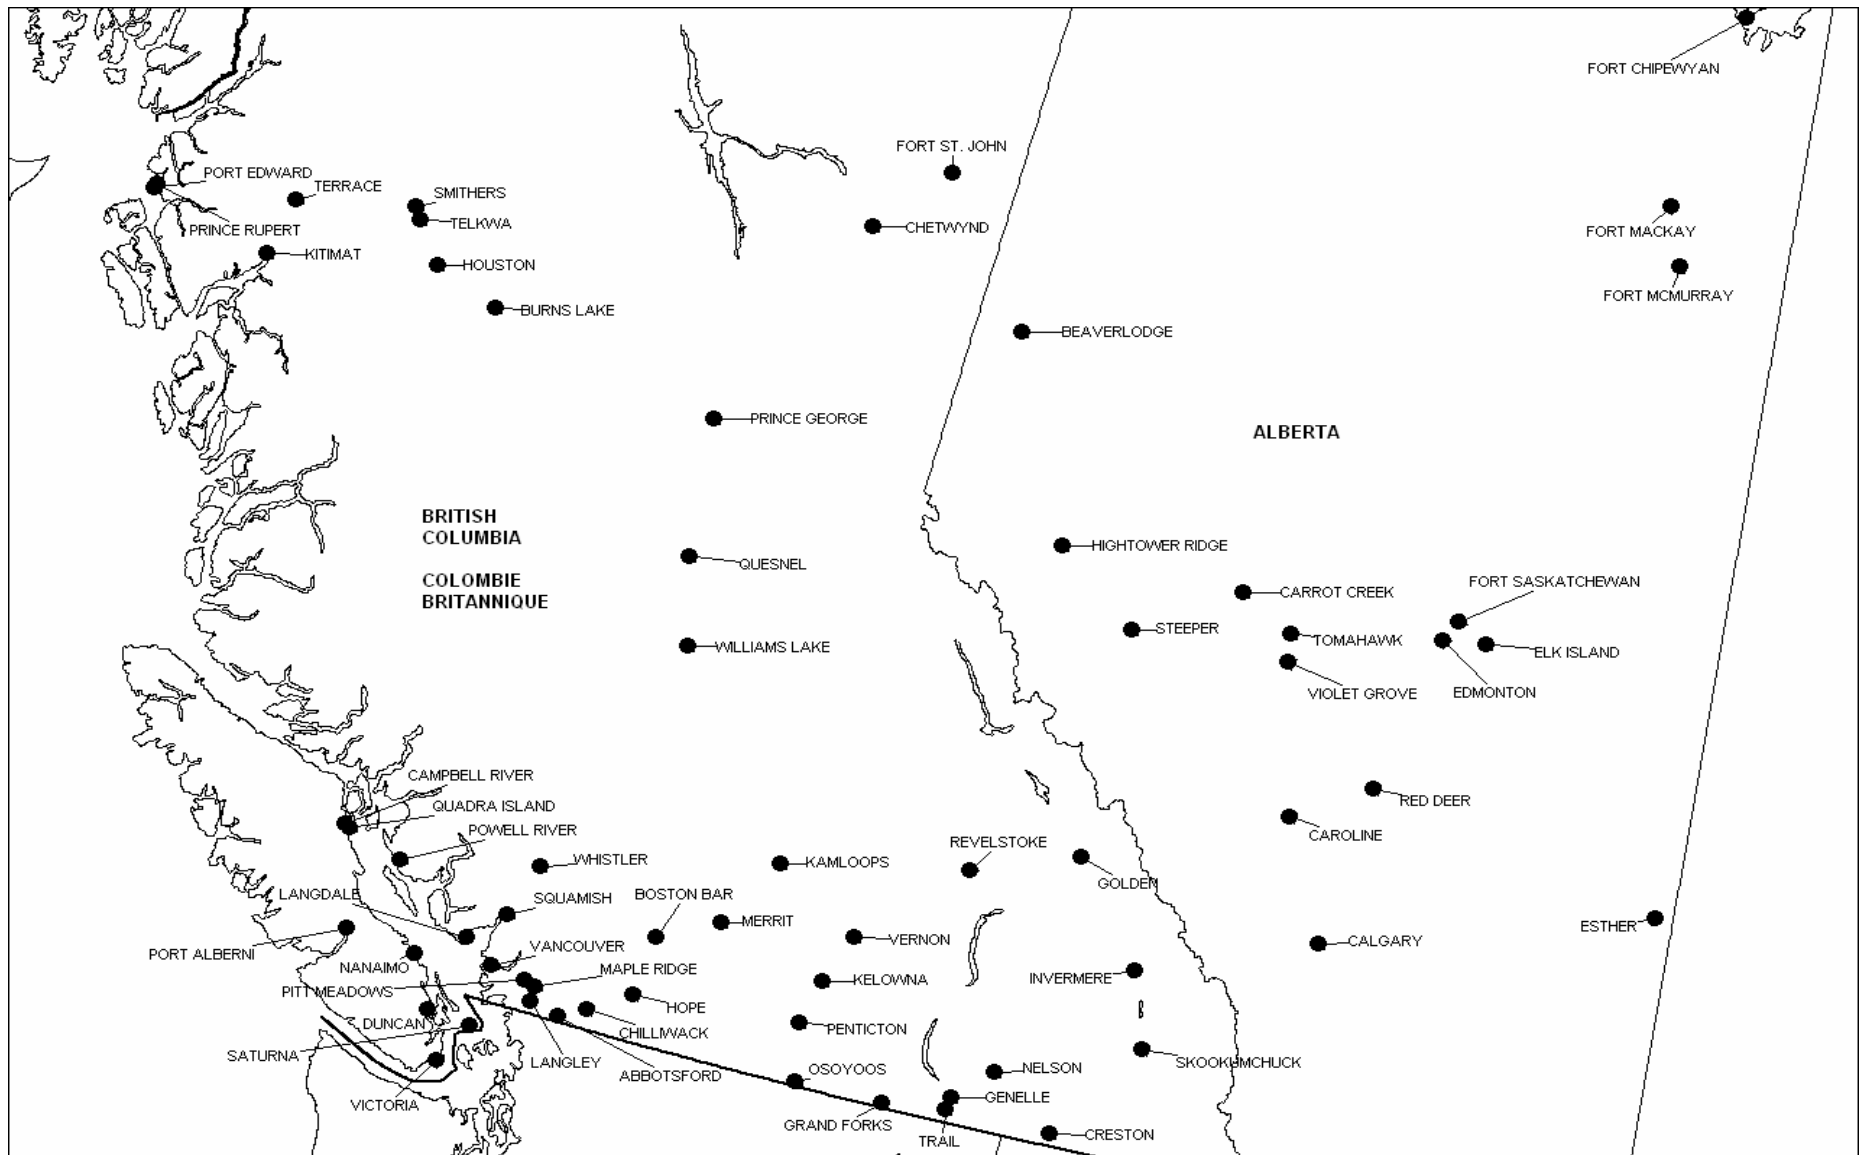 FORT CHIPEWYAN
FORT ST. JOHN
PORT EDWARD
TERRACE
SMITHERS
TELKWA
CHETWYND
PRINCE RUPERT
FORT MACKAY
KITIMAT
HOUSTON
FORT MCMURRAY
BURNS LAKE
BEAVERLODGE
PRINCE GEORGE
ALBERTA
BRITISH
COLUMBIA
COLOMBIE
BRITANNIQUE
HIGHTOWER RIDGE
QUESNEL
FORT SASKATCHEWAN
CARROT CREEK
STEEPER
TOMAHAWK
WILLIAMS LAKE
ELK ISLAND
VIOLET GROVE
EDMONTON
CAMPBELL RIVER
QUADRA ISLAND
RED DEER
POWELL RIVER
CAROLINE
REVELSTOKE
WHISTLER
KAMLOOPS
GOLDEN
LANGDALE
BOSTON BAR
SQUAMISH
MERRIT
ESTHER
VERNON
CALGARY
VANCOUVER
PORT ALBERNI
NANAIMO
MAPLE RIDGE
INVERMERE
KELOWNA
PITT MEADOWS
HOPE
DUNCAN
PENTICTON
CHILLIWACK
SATURNA
LANGLEY
SKOOKUMCHUCK
OSOYOOS
NELSON
ABBOTSFORD
GENELLE
VICTORIA
GRAND FORKS
CRESTON
TRAIL